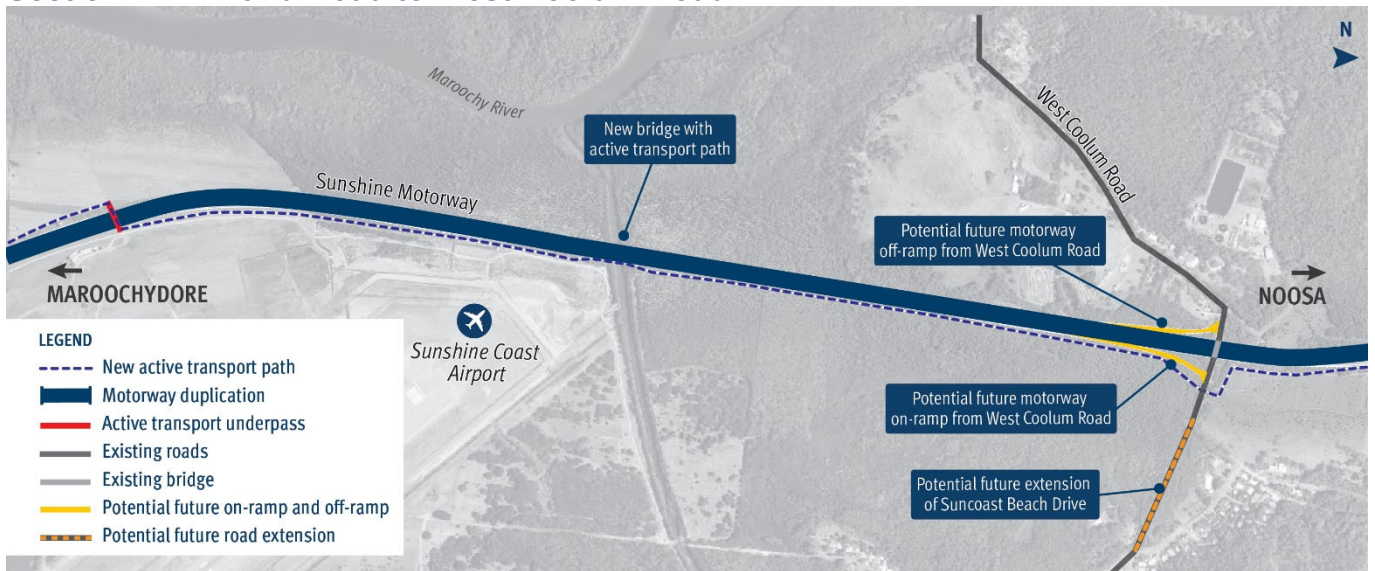 N
Maroochy River
New bridge with
active transport path
West Coolum Road
Sunshine Motorway
Potential future motorway
off-ramp from West Coolum Road
MAROOCHYDORE
NOOSA
Sunshine Coast
Airport
LEGEND
New active transport path
Motorway duplication
Active transport underpass
Existing roads
Existing bridge
Potential future on-ramp and off-ramp
Potential future road extension
Potential future motorway
on-ramp from West Coolum Road
Potential future extension
of Suncoast Beach Drive